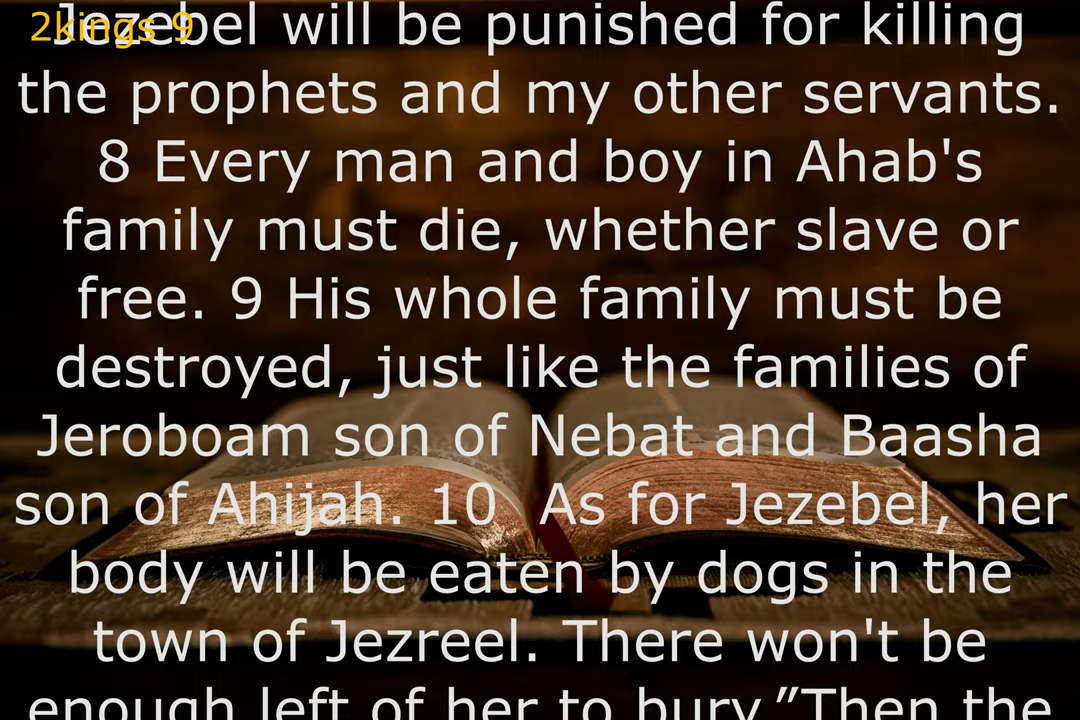 2kings 9
Jezebel will be punished for killing
the prophets and my other servants.
8 Every man and boy in Ahab's
family must die, whether slave or
free. 9 His whole family must be
destroyed, just like the families of
Jeroboam son of Nebat and Baasha
son of Ahijah. 10 As for Jezebel, her
body will be eaten by dogs in the
town of Jezreel. There won't be
enough left of her to bury.”Then the